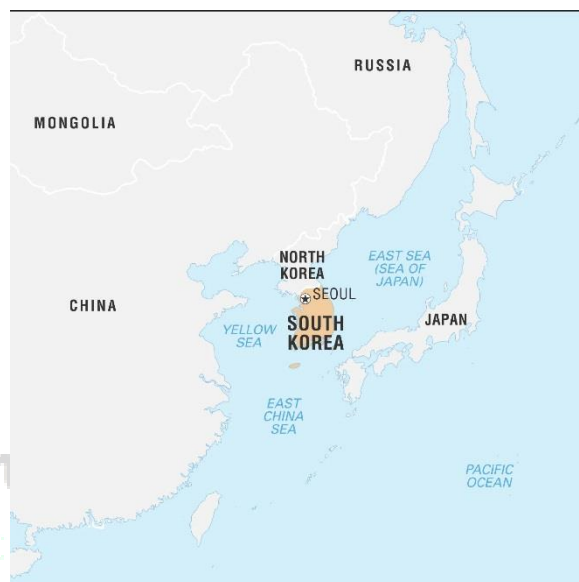 RUSSIA
MONGOLIA
NORTH
KOREA
EAST SEA
(SEA OF
JAPAN)
SEOUL
CHINA
SOUTH
KOREA
JAPAN
YELLOW
SEA
EAST
CHINA
SEA
PACIFIC
OCEAN